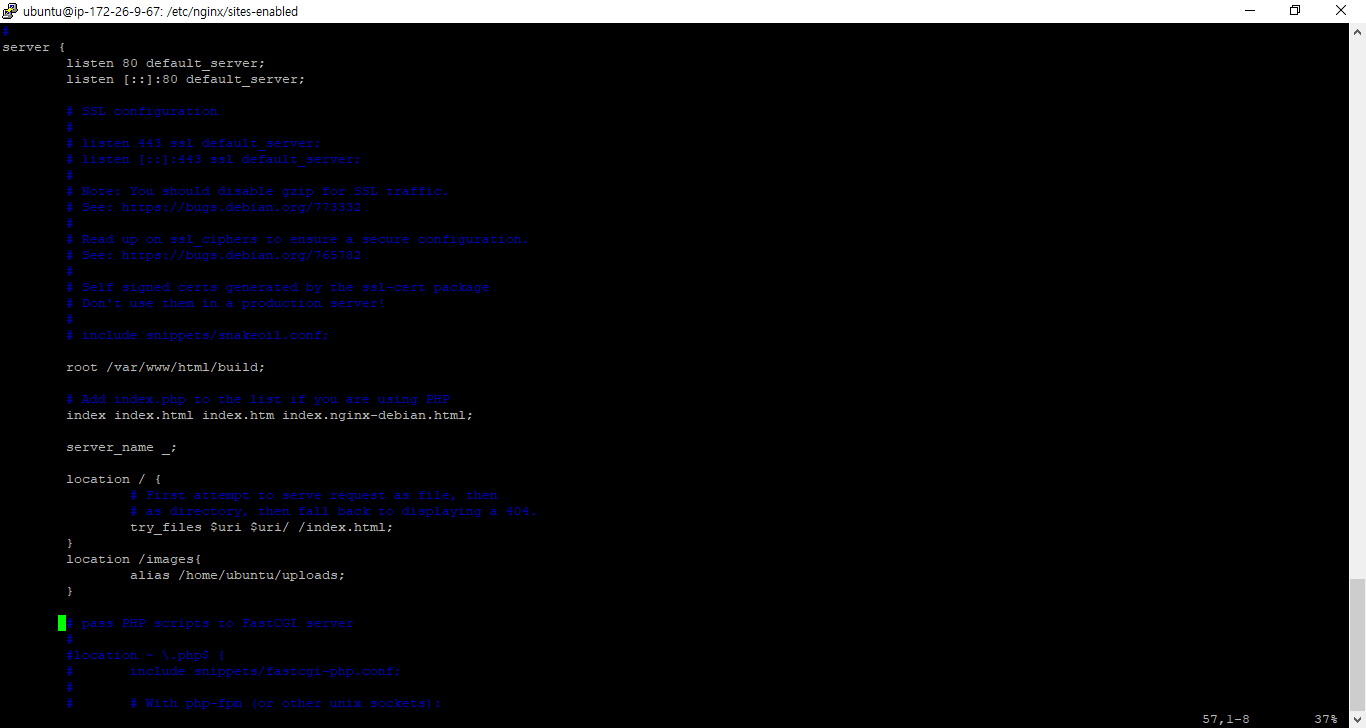 ubuntu@ip-172-26-9-67: /etc/nginx/sites-enabled
#
server {
listen 80 default_server;
listen [::]:80 default_server;
# SSL configuration
#
# listen 443 ssl default_server;
# listen [::]:443 ssl default_server;
#
# Note: You should disable gzip for SSL traffic.
# See: https://bugs.debian.org/773332
#
# Read up on ssl_ciphers to ensure a secure configuration.
# See: https://bugs.debian.org/765782
#
# Self signed certs generated by the ssl-cert package
# Don't use them in a production server!
#
# include snippets/snakeoil.conf;
root /var/www/html/build;
# Add index.php to the list if you are using PHP
index index.html index.htm index.nginx-debian.html;
server_name _;
location / {
# First attempt to serve request as file, then
# as directory, then fall back to displaying a 404.
try_files $uri $uri/ /index.html;
}
location /images{
alias /home/ubuntu/uploads;
}
# pass PHP scripts to FastCGI server
#
#location ~ \.php$ {
# include snippets/fastcgi-php.conf;
#
# # With php-fpm (or other unix sockets):
57,1-8 37%